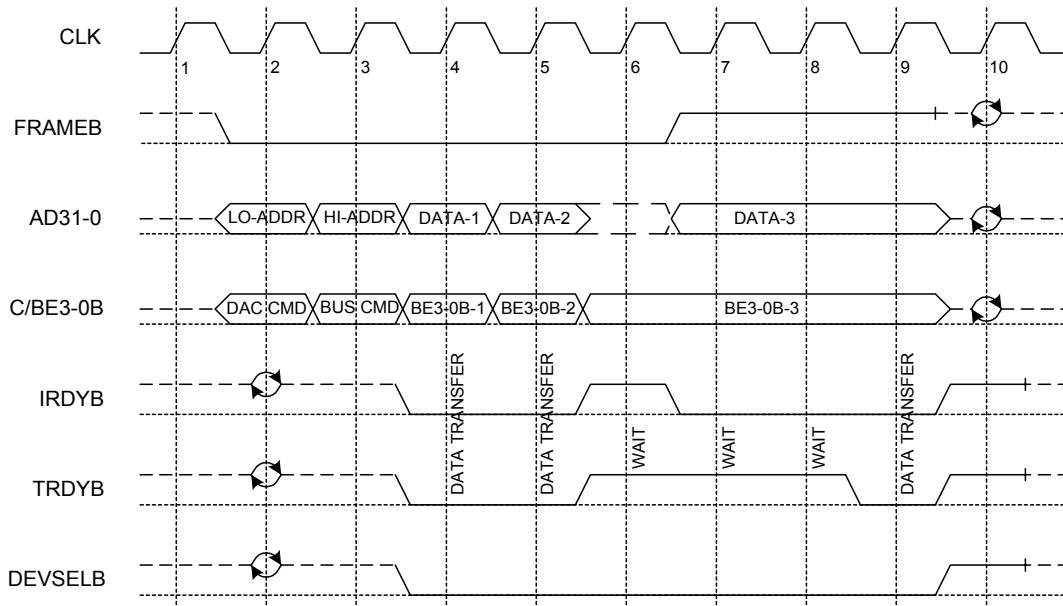 CLK
1 2 3 4 5 6 7 8 9 10
FRAMEB
AD31-0
LO-ADDR HI-ADDR DATA-1 DATA-2 DATA-3
C/BE3-0B
DAC CMD BUS CMD BE3-0B-1 BE3-0B-2 BE3-0B-3
IRDYB
DATA TRANSFER
DATA TRANSFER
WAIT
WAIT
WAIT
DATA TRANSFER
TRDYB
DEVSELB